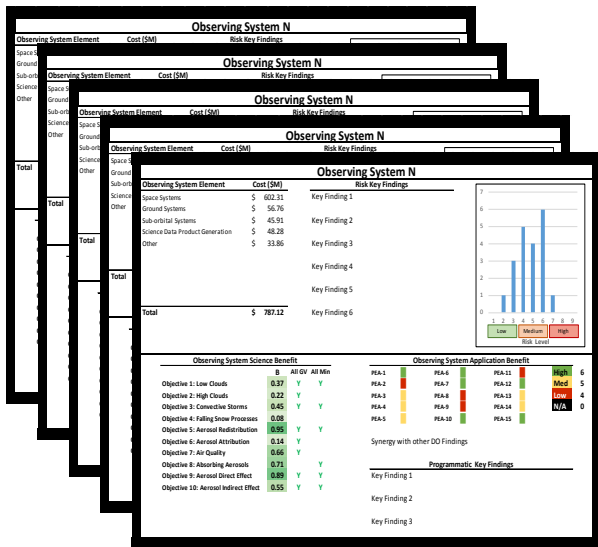 Observing System N
Observing System Element Cost ($M) Risk Key Findings
Space S
Ground
Sub-orb
Science
Other
Total
Observing System N
Observing System Element Cost ($M) Risk Key Findings
Space S
Ground
Sub-orb
Science
Other
Total
Observing System N
Observing System Element Cost ($M) Risk Key Findings
Space S
Ground
Sub-orb
Science
Other
Total
Observing System N
Observing System Element Cost ($M) Risk Key Findings
Space S
Ground
Sub-orb
Science
Other
Total
Observing System N
Observing System Element Cost ($M) Risk Key Findings
Space Systems $ 602.31 Key Finding 1
Ground Systems $ 56.76
Sub-orbital Systems $ 45.91 Key Finding 2
Science Data Product Generation $ 48.28
Other $ 33.86 Key Finding 3
Key Finding 4
Key Finding 5
Total $ 787.12 Key Finding 6
7
6
5
4
3
2
1
0
1 2 3 4 5 6 7 8 9
Low Medium High
Risk Level
Observing System Science Benefit
B All GV All Min
Objective 1: Low Clouds 0.37 Y Y
Objective 2: High Clouds 0.22 Y
Objective 3: Convective Storms 0.45 Y Y
Objective 4: Falling Snow Processes 0.08
Objective 5: Aerosol Redistribution 0.95 Y Y
Objective 6: Aerosol Attribution 0.14 Y
Objective 7: Air Quality 0.66 Y
Objective 8: Absorbing Aerosols 0.71 Y
Objective 9: Aerosol Direct Effect 0.89 Y Y
Objective 10: Aerosol Indirect Effect 0.55 Y Y
Observing System Application Benefit
PEA-1 PEA-6 PEA-11 High 6
PEA-2 PEA-7 PEA-12 Med 5
PEA-3 PEA-8 PEA-13 Low 4
PEA-4 PEA-9 PEA-14 N/A 0
PEA-5 PEA-10 PEA-15
Synergy with other DO Findings
Programmatic Key Findings
Key Finding 1
Key Finding 2
Key Finding 3